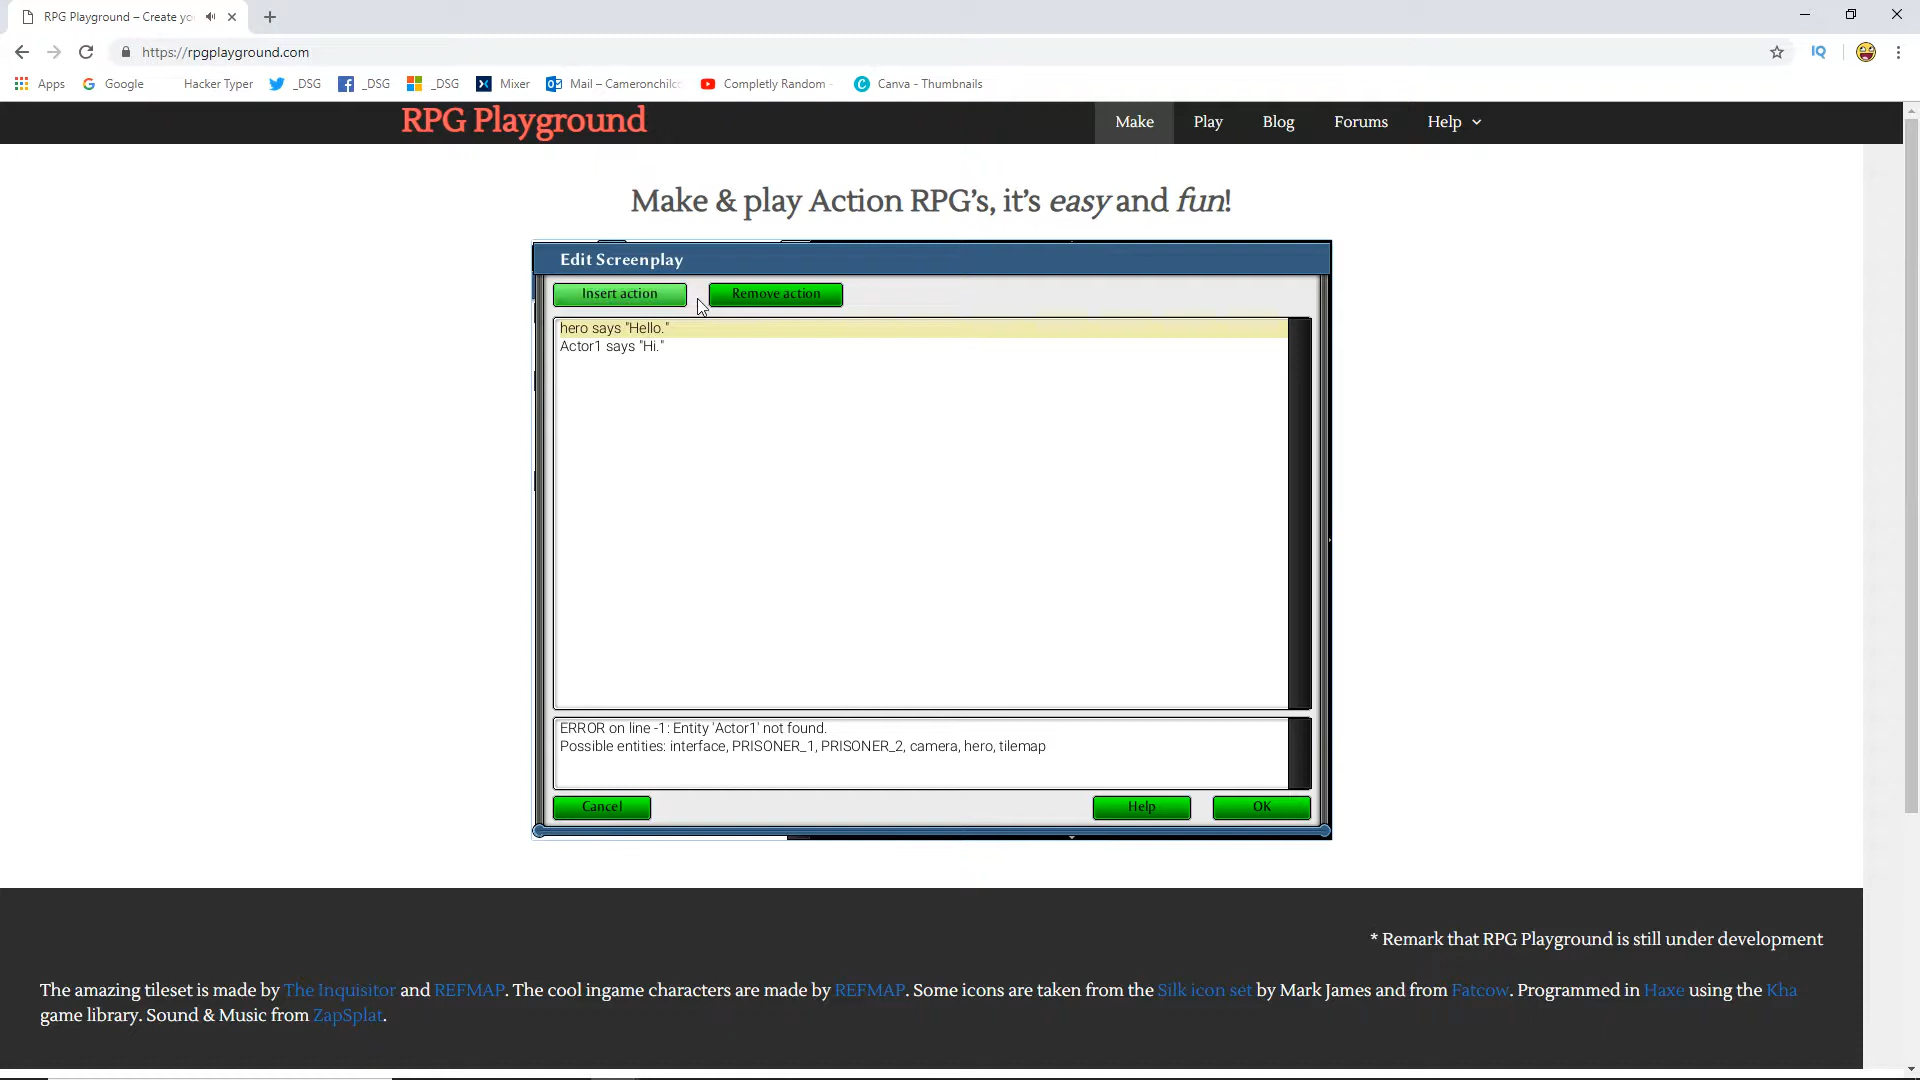 RPG Playground – Create yo
https://rpgplayground.com
IQ
Apps
Google
Hacker Typer
_DSG
_DSG
_DSG
Mixer
Mail – Cameronchilc
Completly Random -
Canva - Thumbnails
RPG Playground
Make
Play
Blog
Forums
Help
Make & play Action RPG's, it's easy and fun!
Edit Screenplay
Insert action
Remove action
hero says "Hello."
Actor1 says "Hi."
ERROR on line -1: Entity 'Actor1' not found.
Possible entities: interface, PRISONER_1, PRISONER_2, camera, hero, tilemap
Cancel
Help
OK
* Remark that RPG Playground is still under development
The amazing tileset is made by The Inquisitor and REFMAP. The cool ingame characters are made by REFMAP. Some icons are taken from the Silk icon set by Mark James and from Fatcow. Programmed in Haxe using the Kha
game library. Sound & Music from ZapSplat.